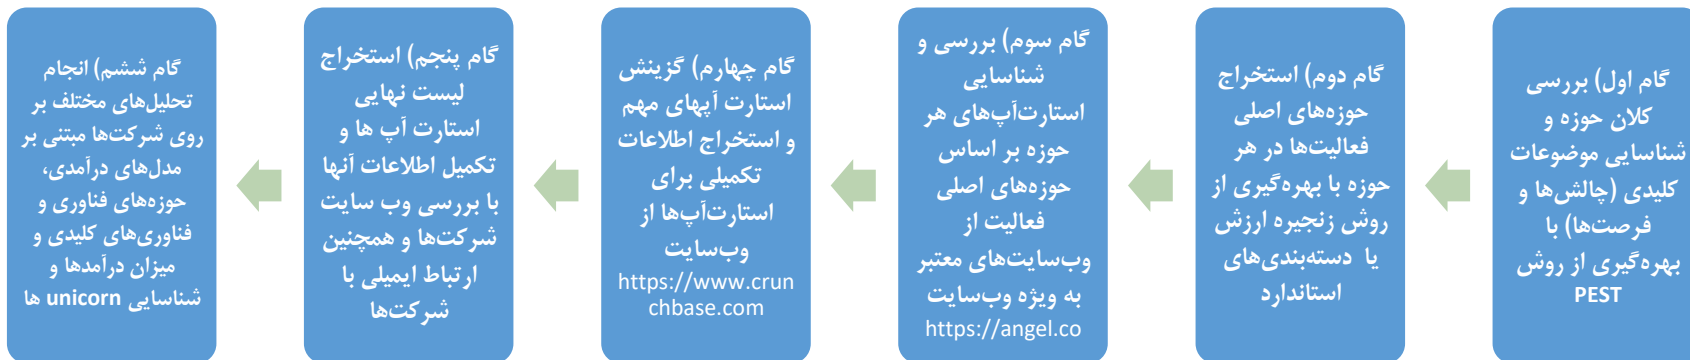 گام اول) بررسی
کلان حوزه و
شناسایی موضوعات
کلیدی (چالش‌ها و
فرصت‌ها) با
بهره‌گیری از روش
PEST
گام دوم) استخراج
حوزه‌های اصلی
فعالیت‌ها در هر
حوزه با بهره‌گیری از
روش زنجیره ارزش
یا دسته‌بندی‌های
استاندارد
گام سوم) بررسی و
شناسایی
استارت‌آپ‌های هر
حوزه بر اساس
حوزه‌های اصلی
فعالیت از
وب‌سایت‌های معتبر
به ویژه وب‌سایت
https://angel.co
گام چهارم) گزینش
استارت آپهای مهم
و استخراج اطلاعات
تکمیلی برای
استارت‌آپ‌ها از
وب‌سایت
https://www.crun
chbase.com
گام پنجم) استخراج
لیست نهایی
استارت آپ ها و
تکمیل اطلاعات آنها
با بررسی وب سایت
شرکت‌ها و همچنین
ارتباط ایمیلی با
شرکت‌ها
گام ششم) انجام
تحلیل‌های مختلف بر
روی شرکت‌ها مبتنی بر
مدل‌های درآمدی،
حوزه‌های فناوری و
فناوری‌های کلیدی و
میزان درآمدها و
شناسایی unicorn ها